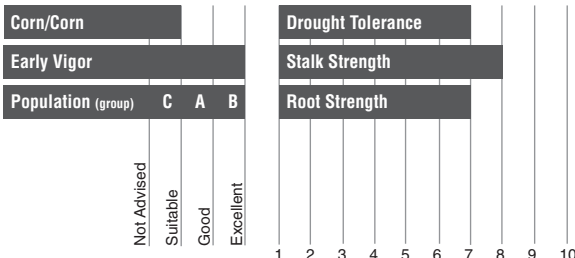 Corn/Corn
Early Vigor
Population (group) C A B
Not Advised
Suitable
Good
Excellent
Drought Tolerance
Stalk Strength
Root Strength
1 2 3 4 5 6 7 8 9 10